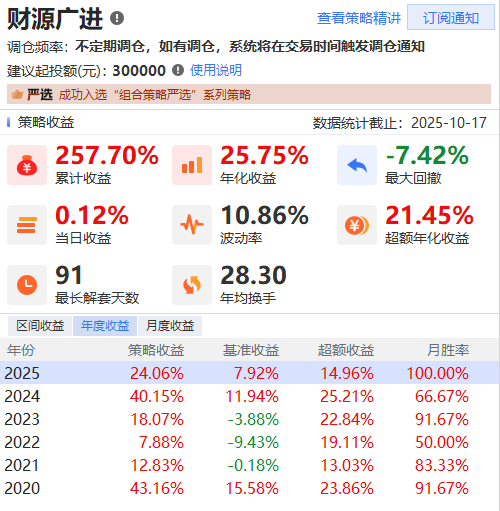 财源广进 查看策略精讲 订阅通知
调仓频率：不定期调仓，如有调仓，系统将在交易时间触发调仓通知
建议起投额(元)：300000 使用说明
严选 成功入选“组合策略严选”系列策略
策略收益 数据统计截止：2025-10-17
257.70% 25.75% -7.42%
累计收益 年化收益 最大回撤
0.12% 10.86% 21.45%
当日收益 波动率 超额年化收益
91 28.30
最长解套天数 年均换手
区间收益 年度收益 月度收益
年份 策略收益 基准收益 超额收益 月胜率
2025 24.06% 7.92% 14.96% 100.00%
2024 40.15% 11.94% 25.21% 66.67%
2023 18.07% -3.88% 22.84% 91.67%
2022 7.88% -9.43% 19.11% 50.00%
2021 12.83% -0.18% 13.03% 83.33%
2020 43.16% 15.58% 23.86% 91.67%